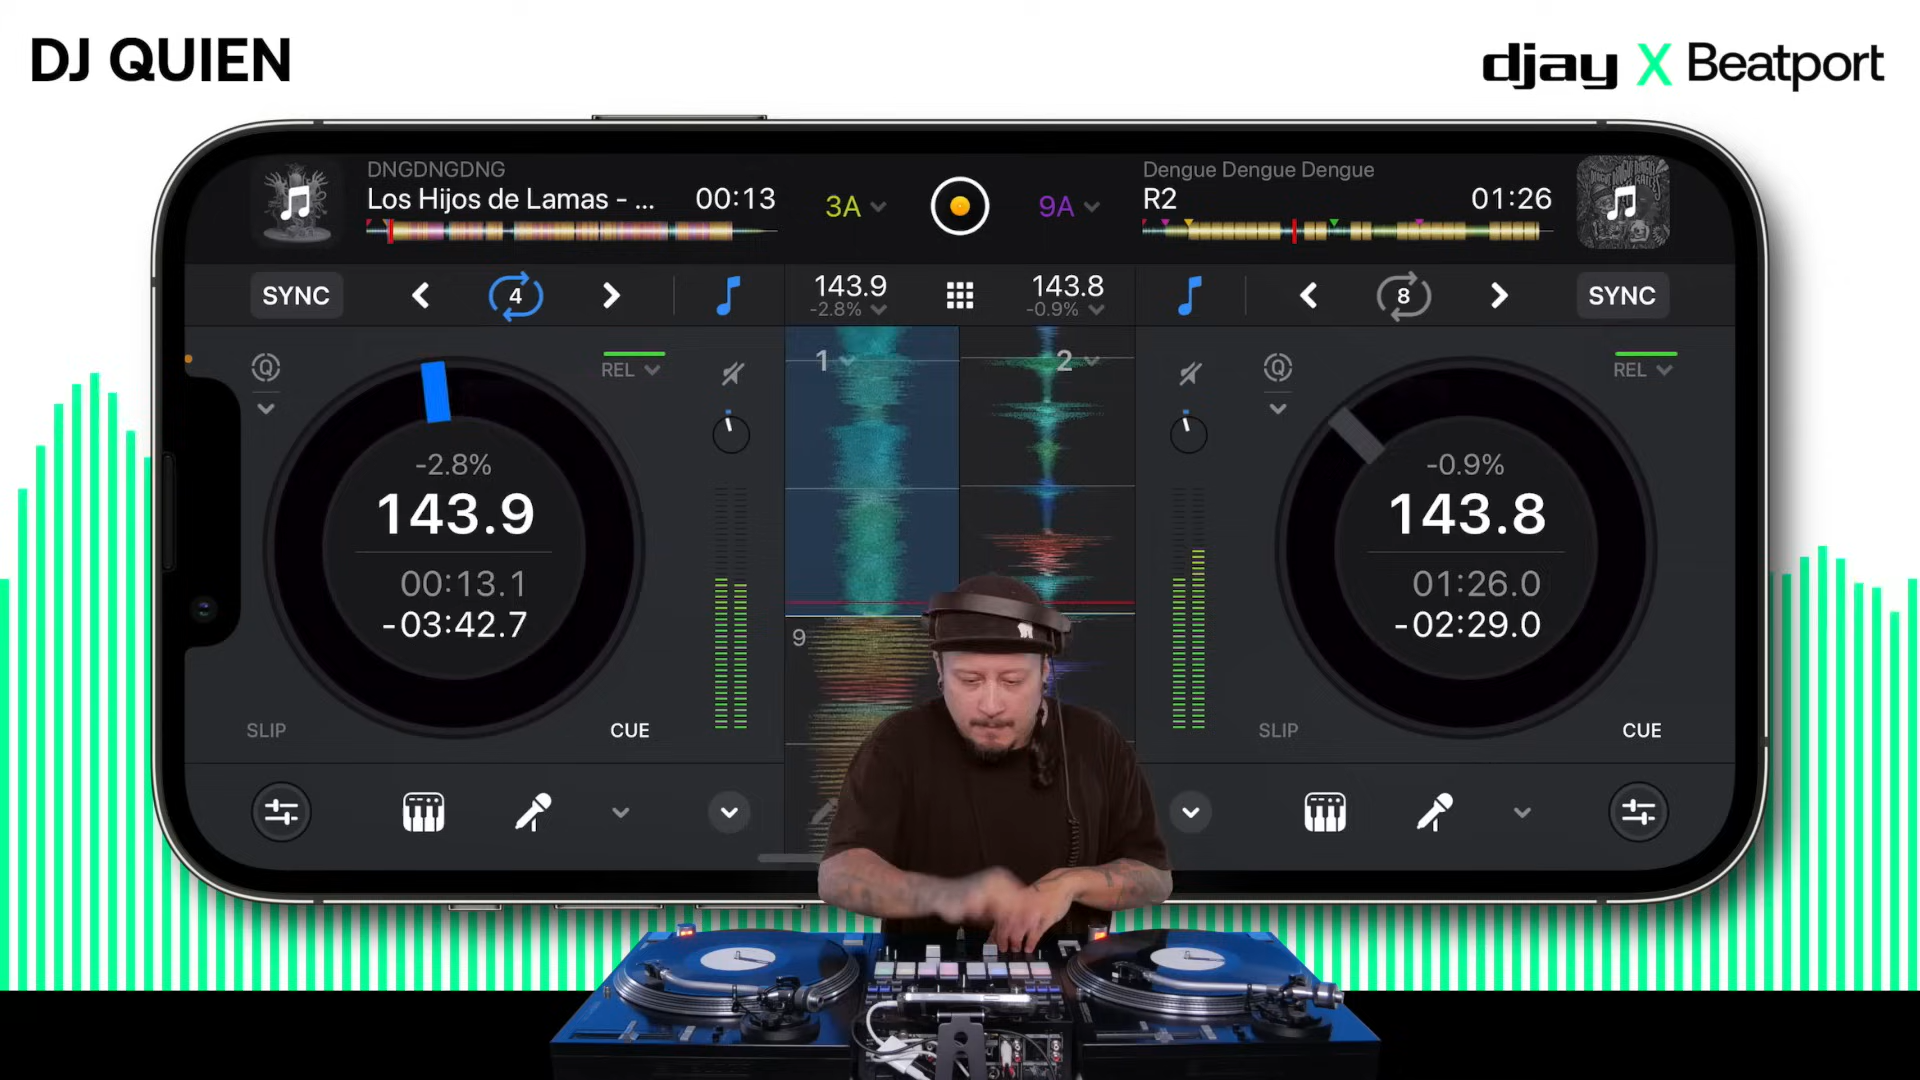 DJ QUIEN
djay X Beatport
DNGDNGDNG
Los Hijos de Lamas - ...
00:13
3A
9A
Dengue Dengue Dengue
R2
01:26
SYNC
4
143.9
-2.8%
143.8
-0.9%
8
SYNC
Q
REL
1
2
Q
REL
-2.8%
143.9
00:13.1
-03:42.7
-0.9%
143.8
01:26.0
-02:29.0
9
SLIP
CUE
SLIP
CUE